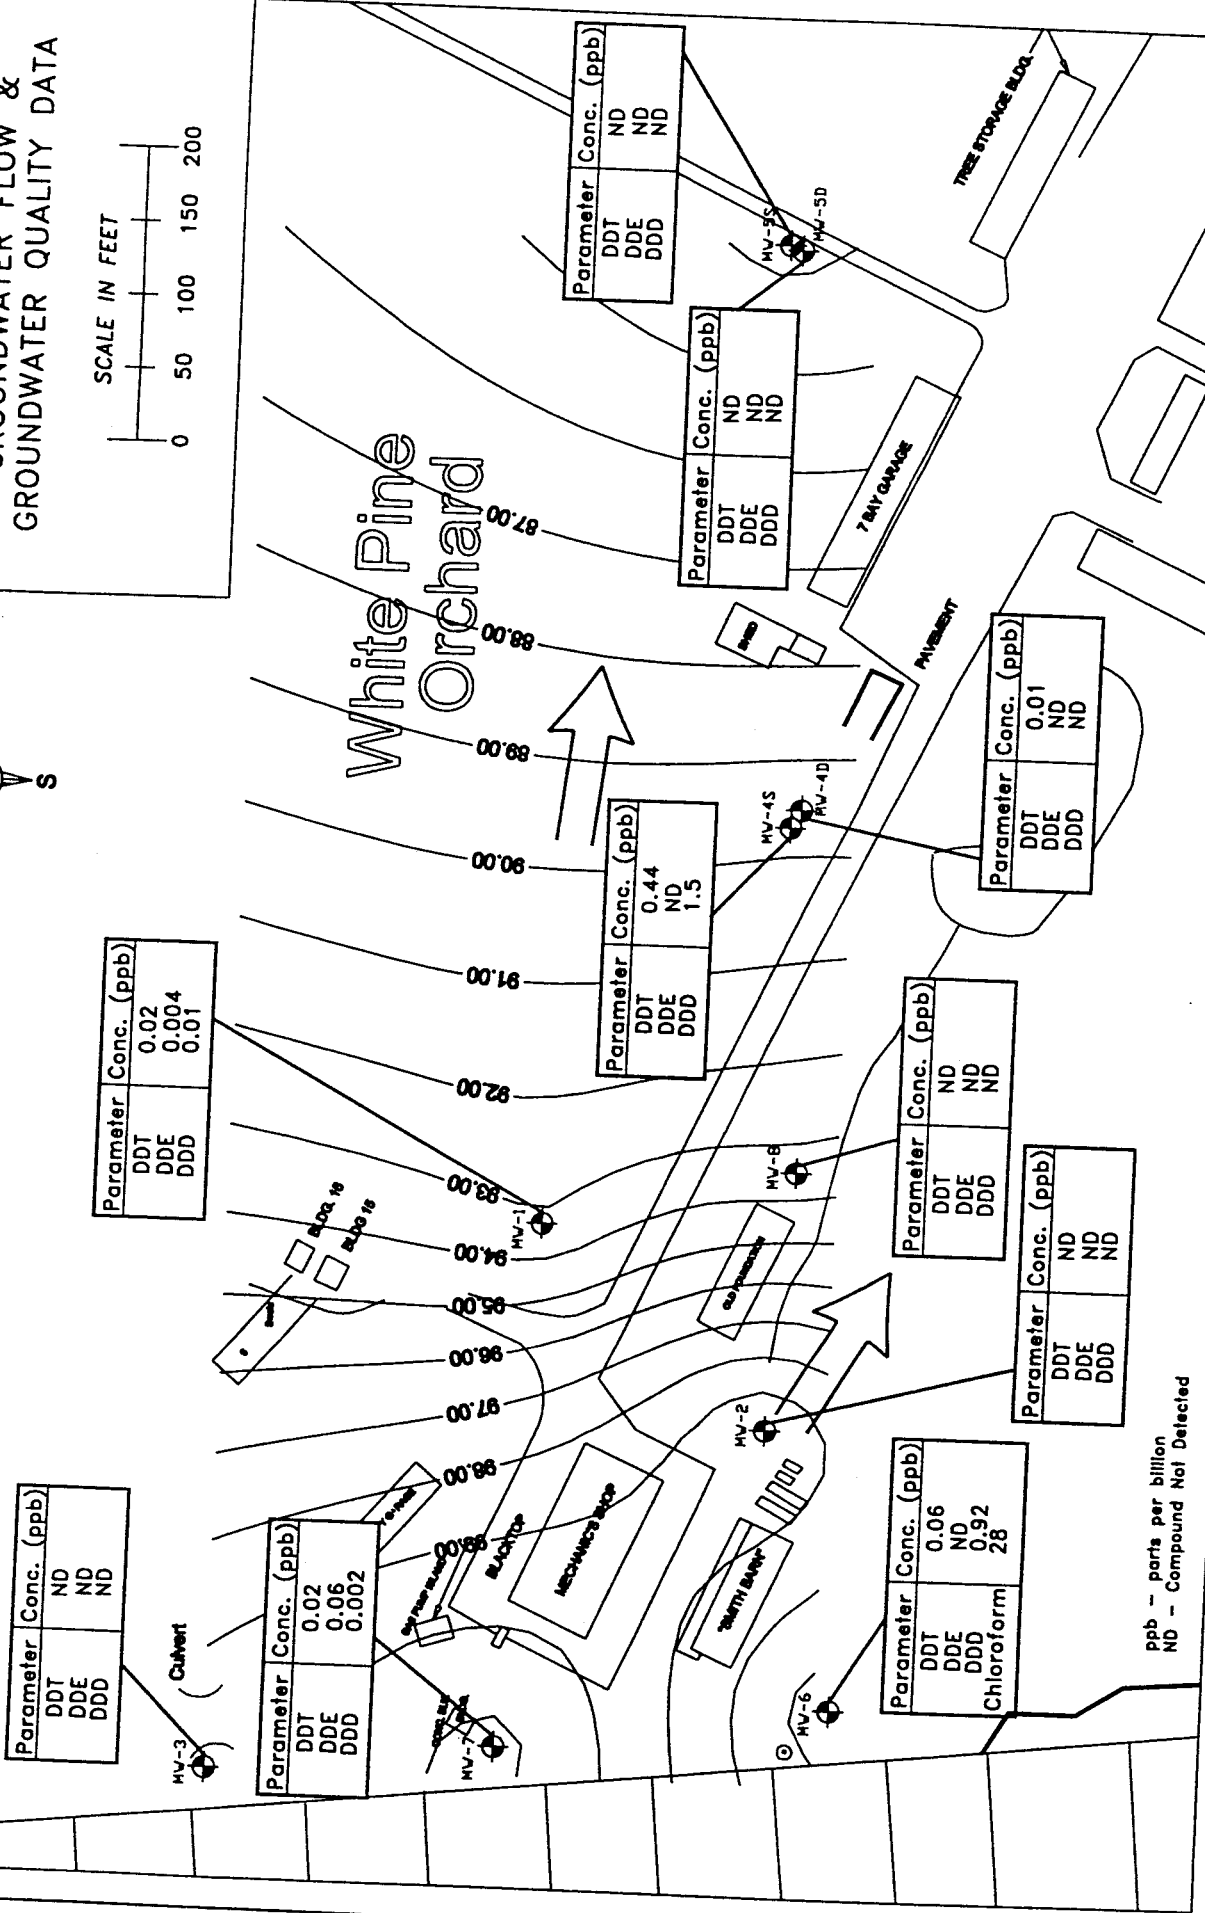 GROUNDWATER FLOW &
GROUNDWATER QUALITY DATA
SCALE IN FEET
0 50 100 150 200
S
White Pine
Orchard
Parameter Conc. (ppb)
DDT ND
DDE ND
DDD ND
MW-3
Culvert
Parameter Conc. (ppb)
DDT 0.02
DDE 0.06
DDD 0.002
MW-7
Parameter Conc. (ppb)
DDT 0.02
DDE 0.004
DDD 0.01
MW-1
BLDG. 16
BLDG 15
Parameter Conc. (ppb)
DDT 0.44
DDE ND
DDD 1.5
MW-4S
MW-4D
Parameter Conc. (ppb)
DDT 0.01
DDE ND
DDD ND
Parameter Conc. (ppb)
DDT ND
DDE ND
DDD ND
MW-5S
MW-5D
Parameter Conc. (ppb)
DDT ND
DDE ND
DDD ND
Parameter Conc. (ppb)
DDT ND
DDE ND
DDD ND
MW-8
Parameter Conc. (ppb)
DDT ND
DDE ND
DDD ND
MW-2
Parameter Conc. (ppb)
DDT 0.06
DDE ND
DDD 0.92
Chloroform 28
MW-6
99.00
98.00
97.00
96.00
95.00
94.00
93.00
92.00
91.00
90.00
89.00
88.00
87.00
GAS PUMP ISLAND
BLACKTOP
MECHANIC'S SHOP
"SMITH BARN"
OLD FOUNDATION
SHED
7 BAY GARAGE
PAVEMENT
TREE STORAGE BLDG.
ppb - parts per billion
ND - Compound Not Detected